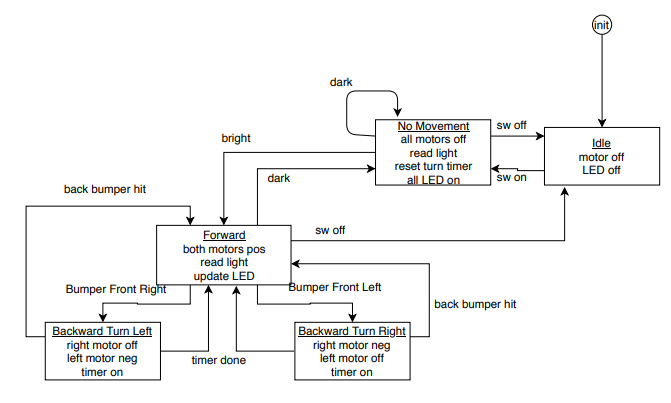 init
dark
No Movement
all motors off
read light
reset turn timer
all LED on
sw off
sw on
Idle
motor off
LED off
bright
dark
back bumper hit
Forward
both motors pos
read light
update LED
sw off
Bumper Front Right
Bumper Front Left
back bumper hit
Backward Turn Left
right motor off
left motor neg
timer on
timer done
Backward Turn Right
right motor neg
left motor off
timer on